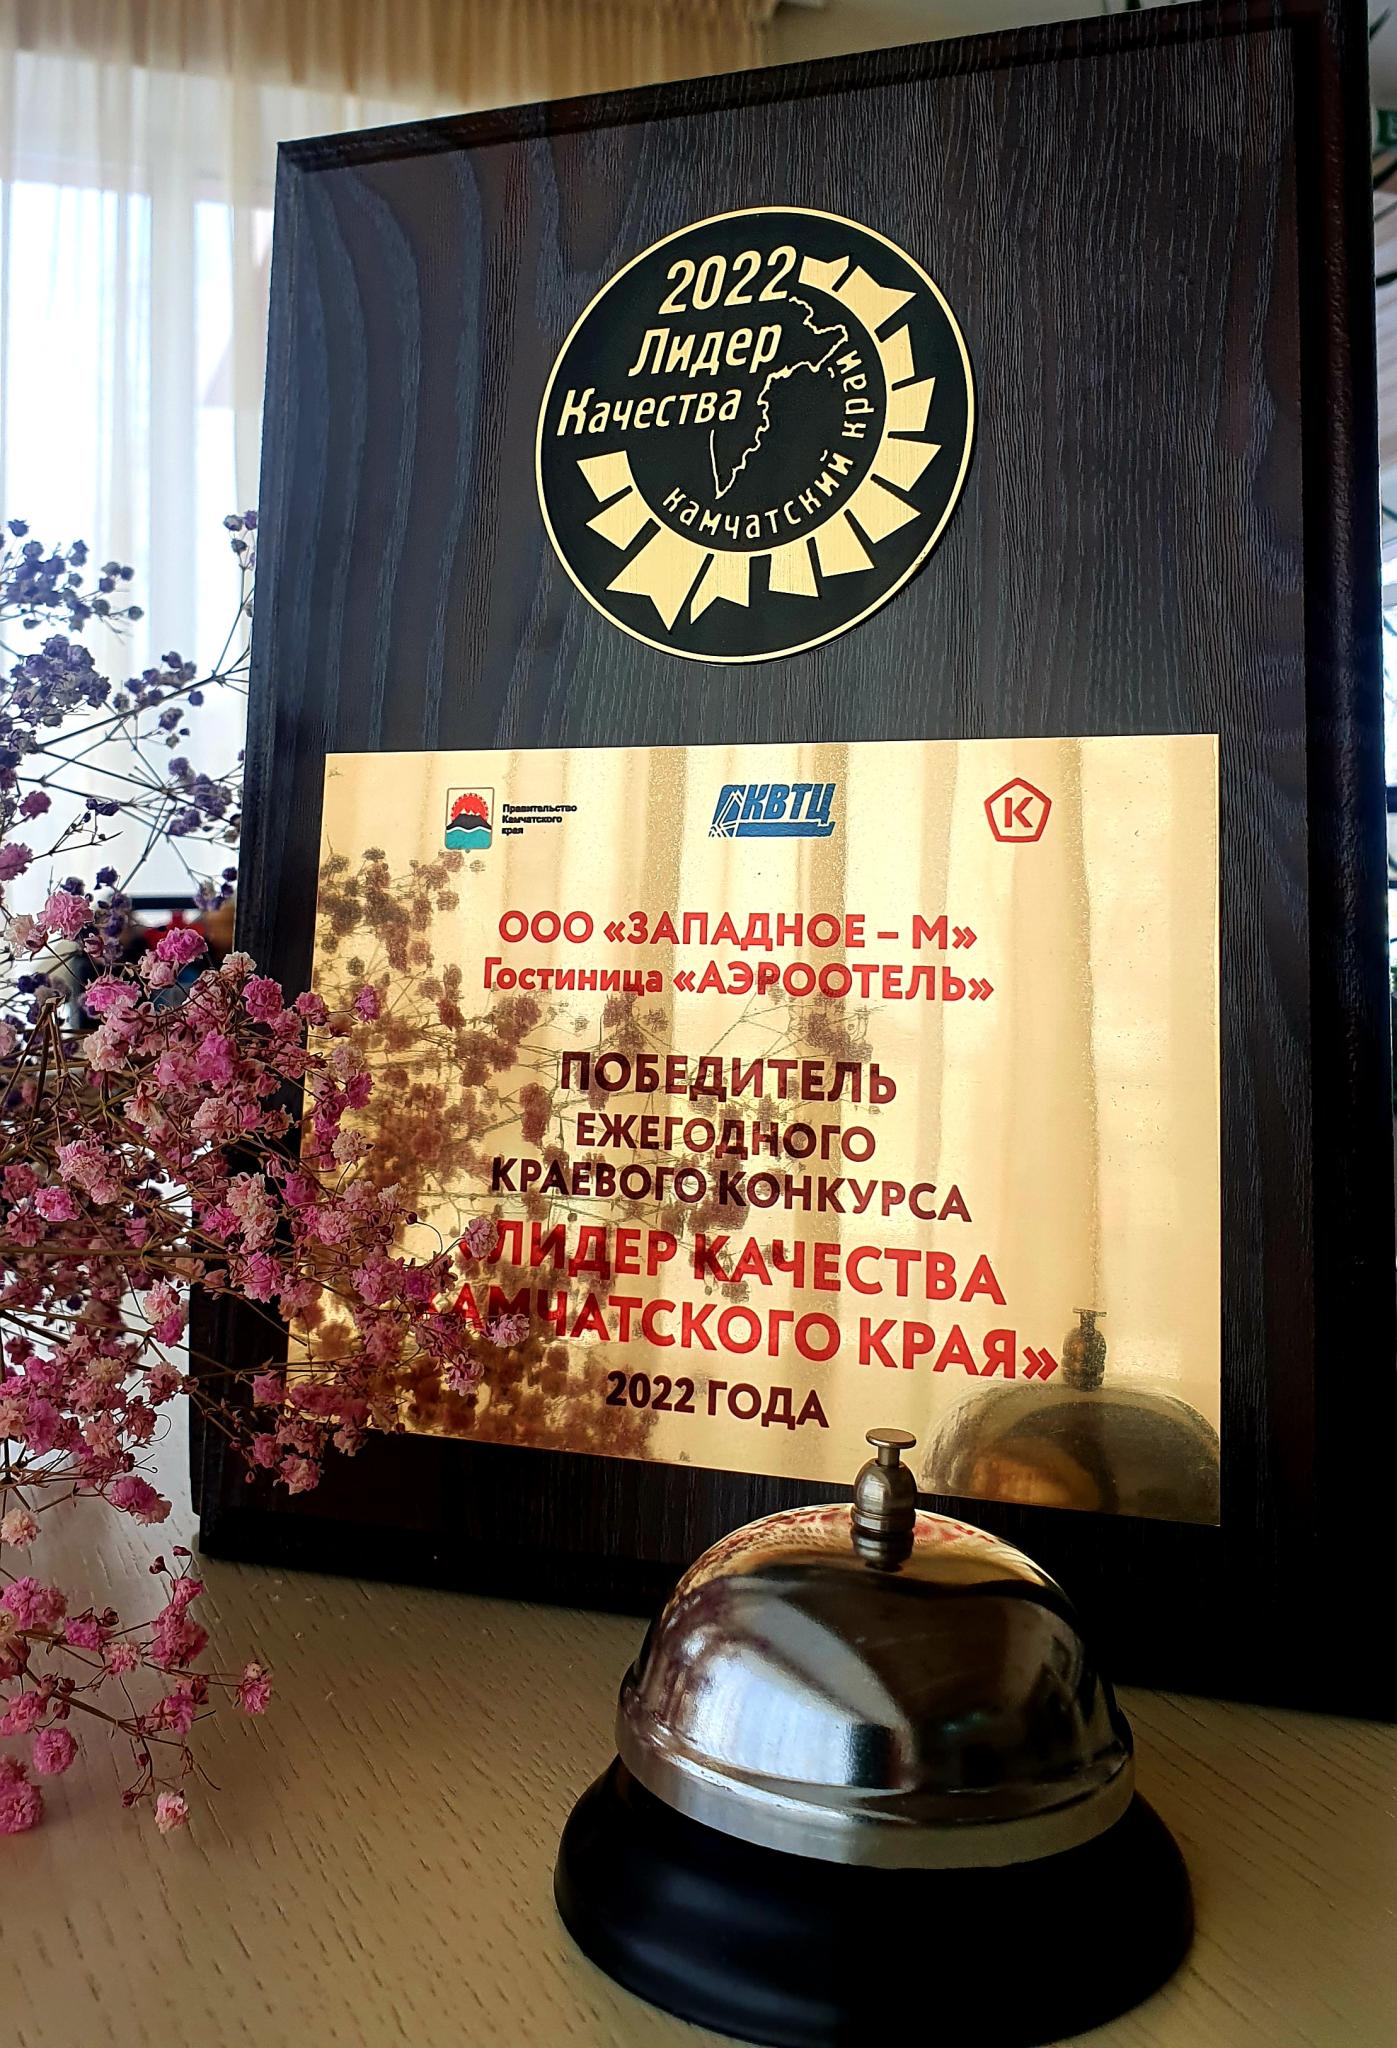 2022
Лидер
Качества
камчатский край
Правительство
Камчатского
края
КВТЦ
К
ООО «ЗАПАДНОЕ – М»
Гостиница «АЭРООТЕЛЬ»
ПОБЕДИТЕЛЬ
ЕЖЕГОДНОГО
КРАЕВОГО КОНКУРСА
«ЛИДЕР КАЧЕСТВА
КАМЧАТСКОГО КРАЯ»
2022 ГОДА